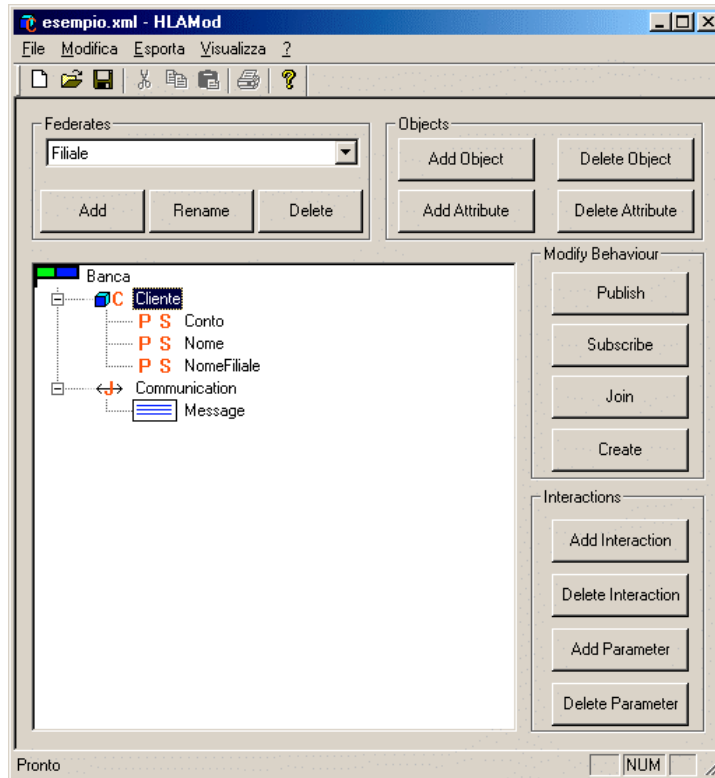 esempio.xml - HLAMod
File Modifica Esporta Visualizza ?
Federates
Filiale
Add Rename Delete
Objects
Add Object Delete Object
Add Attribute Delete Attribute
Banca
C Cliente
P S Conto
P S Nome
P S NomeFiliale
J Communication
Message
Modify Behaviour
Publish
Subscribe
Join
Create
Interactions
Add Interaction
Delete Interaction
Add Parameter
Delete Parameter
Pronto NUM